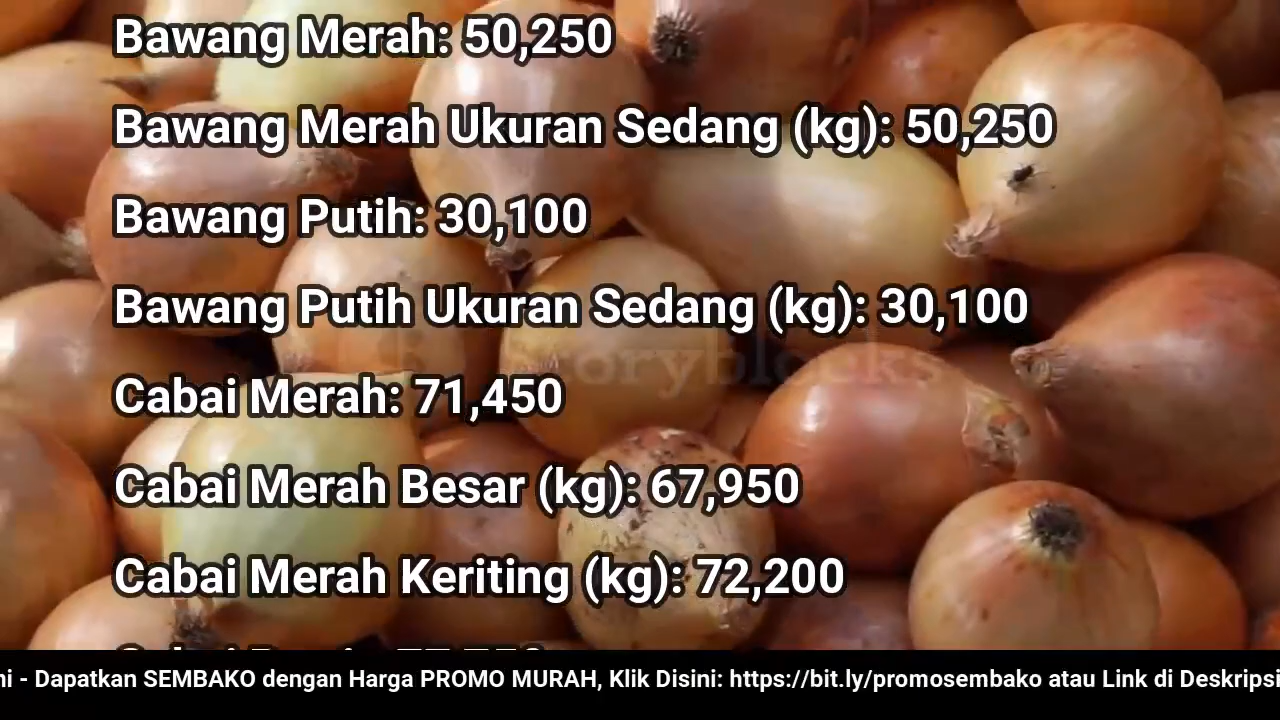 Bawang Merah: 50,250
Bawang Merah Ukuran Sedang (kg): 50,250
Bawang Putih: 30,100
Bawang Putih Ukuran Sedang (kg): 30,100
storyblocks
Cabai Merah: 71,450
Cabai Merah Besar (kg): 67,950
Cabai Merah Keriting (kg): 72,200
ni - Dapatkan SEMBAKO dengan Harga PROMO MURAH, Klik Disini: https://bit.ly/promosembako atau Link di Deskripsi